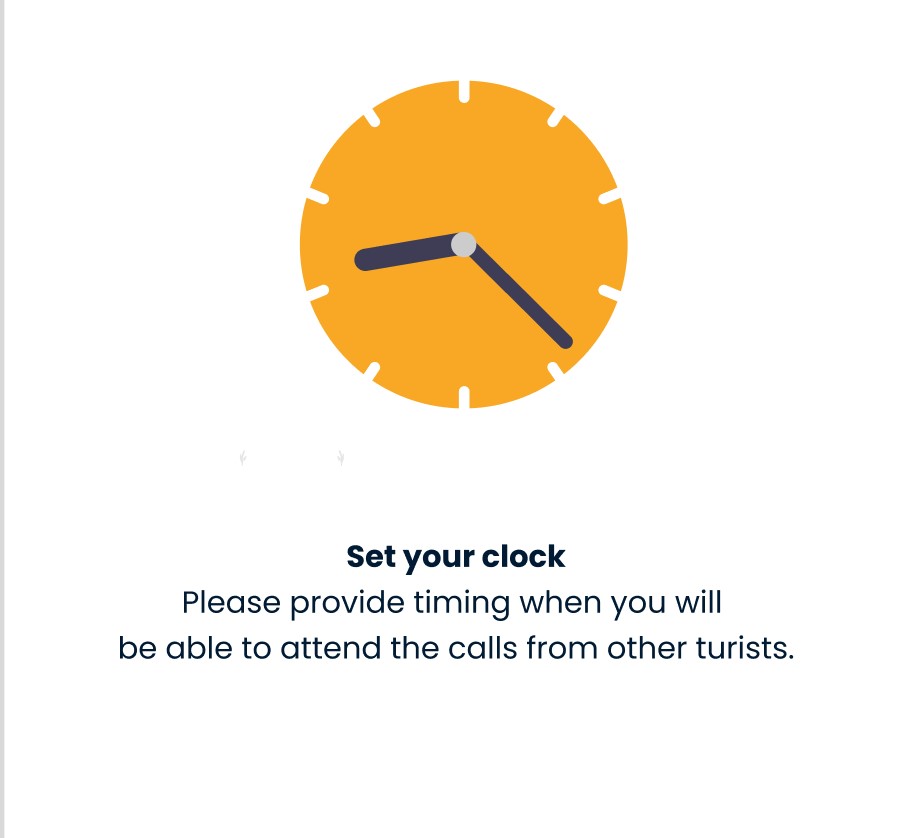 Set your clock
Please provide timing when you will
be able to attend the calls from other turists.